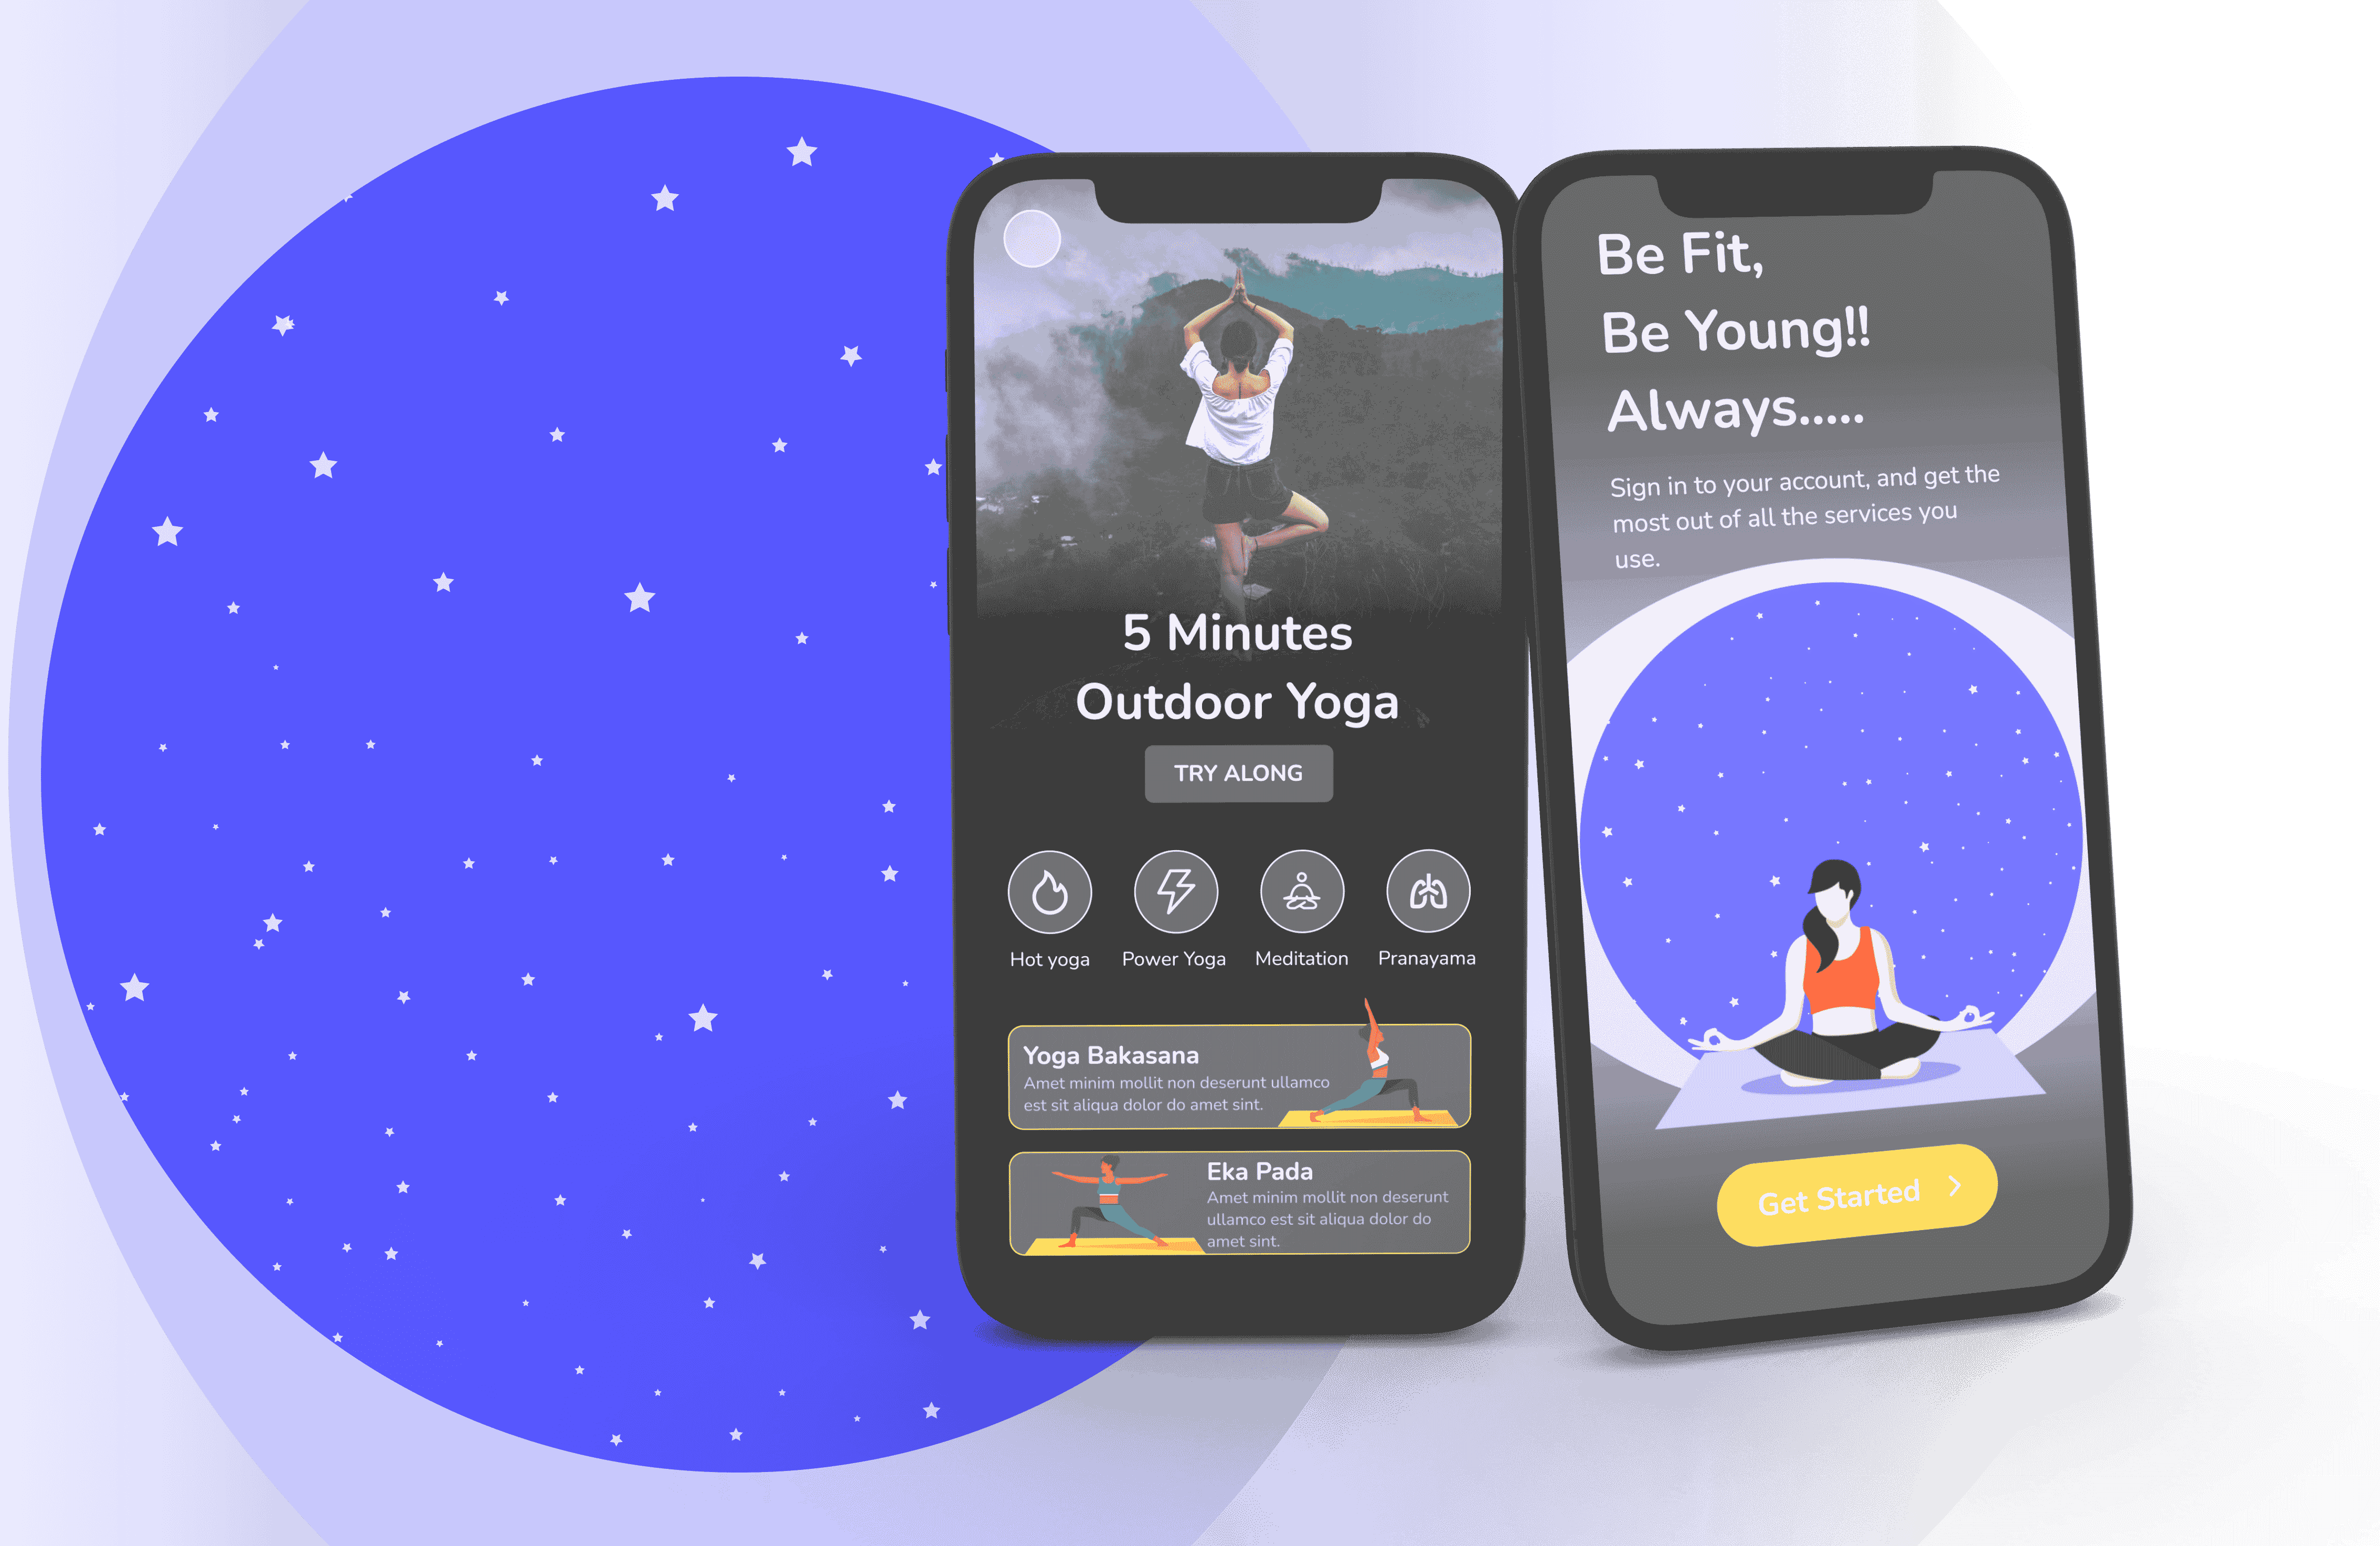 5 Minutes
Outdoor Yoga
TRY ALONG
Hot yoga
Power Yoga
Meditation
Pranayama
Yoga Bakasana
Amet minim mollit non deserunt ullamco
est sit aliqua dolor do amet sint.
Eka Pada
Amet minim mollit non deserunt
ullamco est sit aliqua dolor do
amet sint.
Be Fit,
Be Young!!
Always.....
Sign in to your account, and get the
most out of all the services you
use.
Get Started